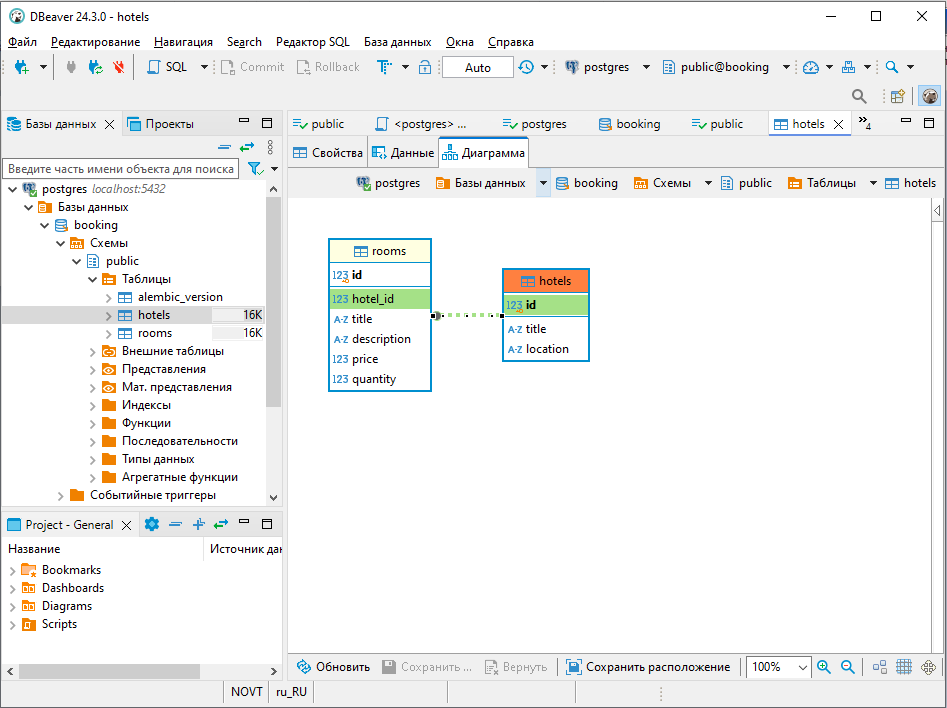 DBeaver 24.3.0 - hotels
Файл Редактирование Навигация Search Редактор SQL База данных Окна Справка
SQL Commit Rollback Auto postgres public@booking
Базы данных Проекты
public <postgres> ... postgres booking public hotels »4
Свойства Данные Диаграмма
Введите часть имени объекта для поиска
postgres Базы данных booking Схемы public Таблицы hotels
postgres localhost:5432
Базы данных
booking
Схемы
public
Таблицы
alembic_version
hotels 16K
rooms 16K
Внешние таблицы
Представления
Мат. представления
Индексы
Функции
Последовательности
Типы данных
Агрегатные функции
Событийные триггеры
rooms
123 id
123 hotel_id
A-Z title
A-Z description
123 price
123 quantity
hotels
123 id
A-Z title
A-Z location
Project - General
Название Источник дан
Bookmarks
Dashboards
Diagrams
Scripts
Обновить Сохранить ... Вернуть Сохранить расположение 100%
NOVT ru_RU